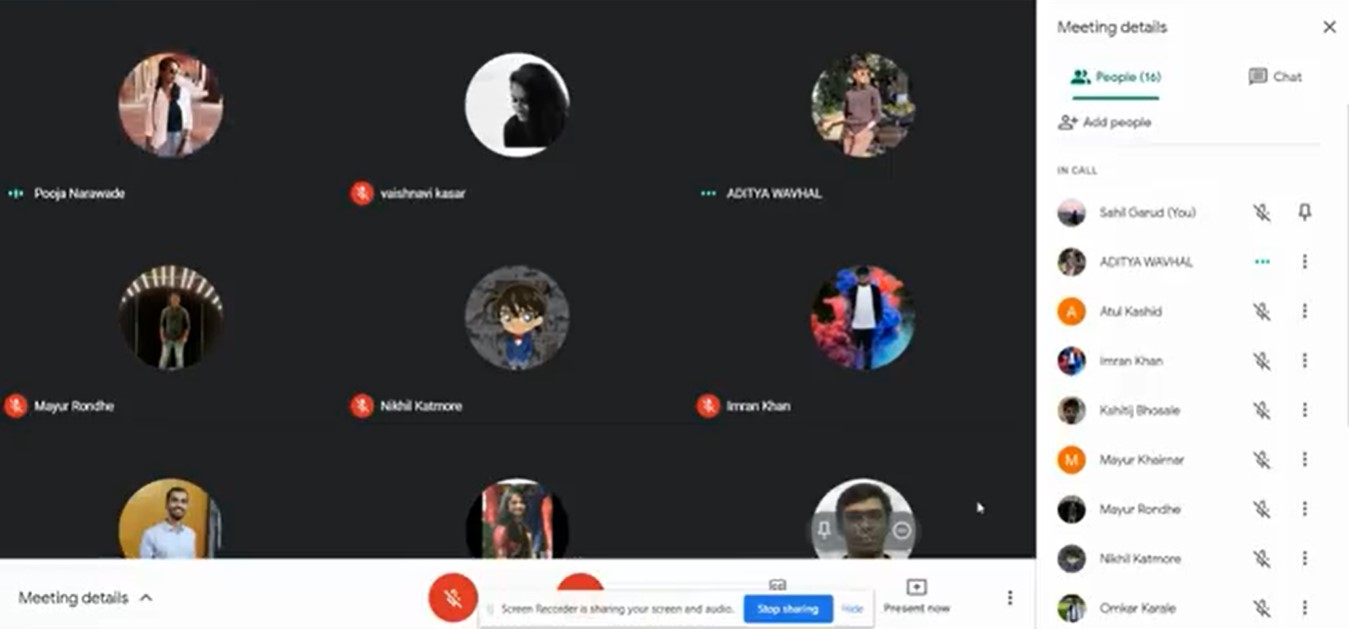 Meeting details
People (16)
Chat
Add people
IN CALL
Sahil Garud (You)
ADITYA WAVHAL
A
Atul Kashid
Imran Khan
Kshitij Bhosale
M
Mayur Khairnar
Mayur Rondhe
Nikhil Katmore
Omkar Karale
Pooja Narawade
vaishnavi kasar
ADITYA WAVHAL
Mayur Rondhe
Nikhil Katmore
Imran Khan
Meeting details
Screen Recorder is sharing your screen and audio.
Stop sharing
Hide
Present now